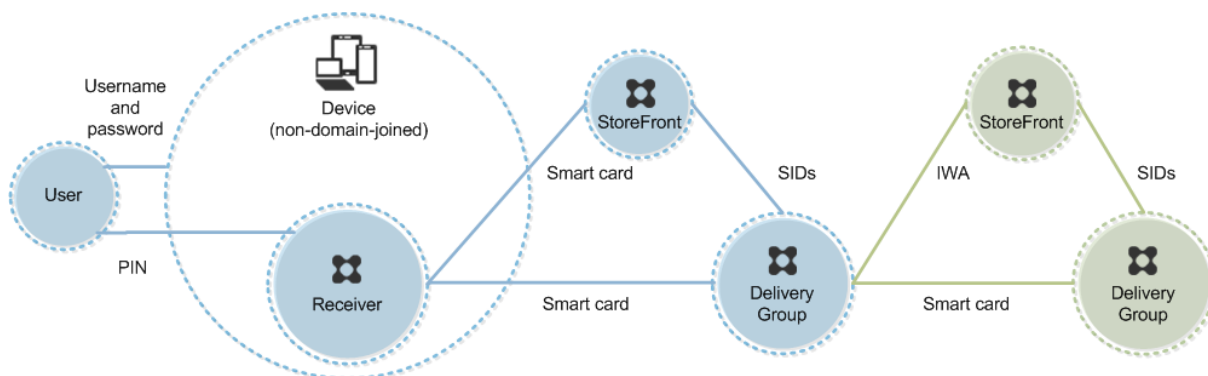 Username
and
password
Device
(non-domain-joined)
User
PIN
Receiver
StoreFront
Smart card
SIDs
Smart card
Delivery
Group
StoreFront
IWA
SIDs
Smart card
Delivery
Group